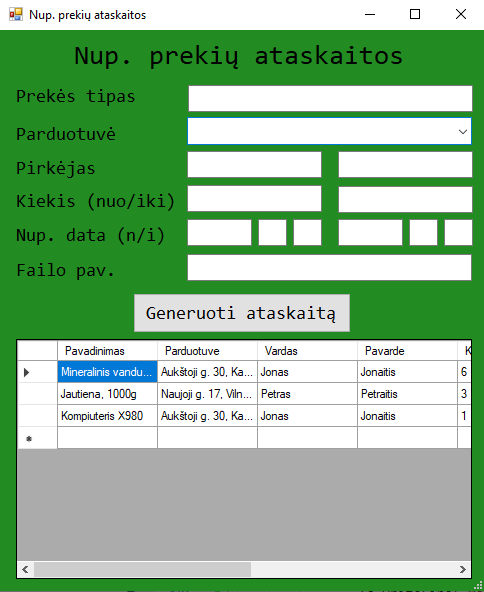 Nup. prekių ataskaitos
Nup. prekių ataskaitos
Prekės tipas
Parduotuvė
Pirkėjas
Kiekis (nuo/iki)
Nup. data (n/i)
Failo pav.
Generuoti ataskaitą
Pavadinimas Parduotuve Vardas Pavarde K
Mineralinis vandu... Aukštoji g. 30, Ka... Jonas Jonaitis 6
Jautiena, 1000g Naujoji g. 17, Viln... Petras Petraitis 3
Kompiuteris X980 Aukštoji g. 30, Ka... Jonas Jonaitis 1